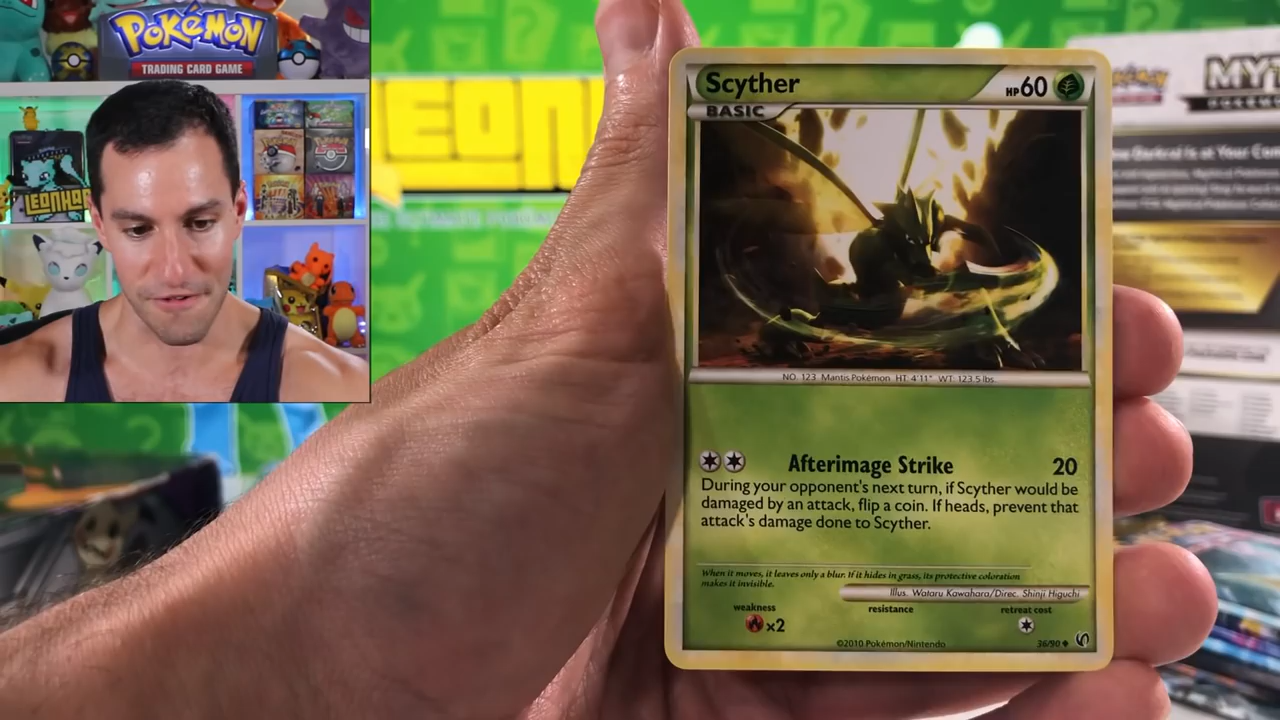 POKéMON
TRADING CARD GAME
LEONHA
LEONH
Scyther
HP 60
BASIC
NO. 123 Mantis Pokémon HT: 4'11" WT: 123.5 lbs.
Afterimage Strike 20
During your opponent's next turn, if Scyther would be
damaged by an attack, flip a coin. If heads, prevent that
attack's damage done to Scyther.
When it moves, it leaves only a blur. If it hides in grass, its protective coloration
makes it invisible.
Illus. Wataru Kawahara/Direc. Shinji Higuchi
weakness resistance retreat cost
×2
©2010 Pokémon/Nintendo 36/90
Pokémon
MYT